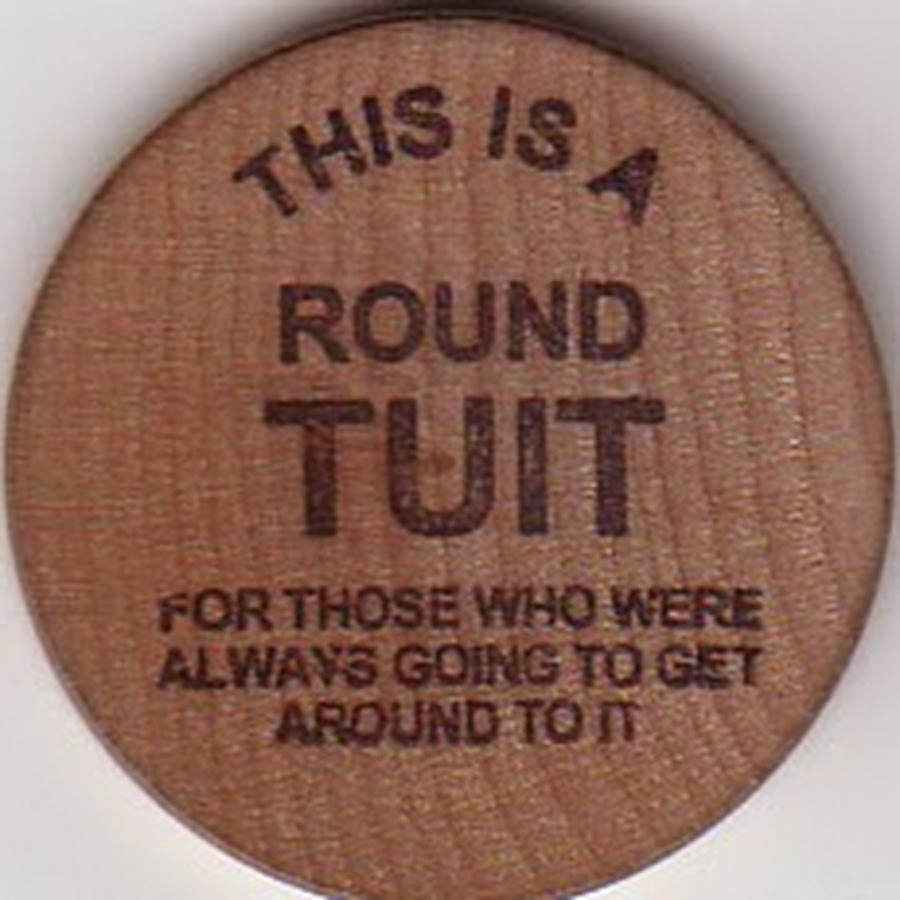 THIS IS A
ROUND
TUIT
FOR THOSE WHO WERE
ALWAYS GOING TO GET
AROUND TO IT